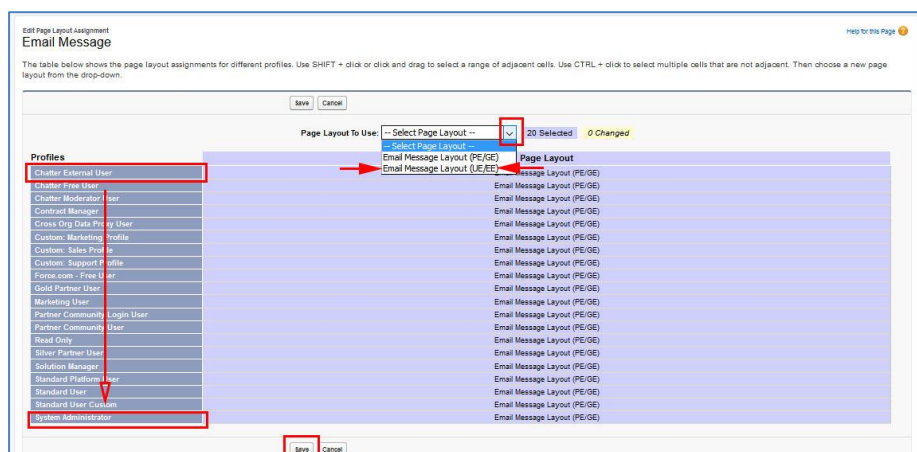 Edit Page Layout Assignment
Email Message
Help for this Page ?
The table below shows the page layout assignments for different profiles. Use SHIFT + click or click and drag to select a range of adjacent cells. Use CTRL + click to select multiple cells that are not adjacent. Then choose a new page
layout from the drop-down.
Save Cancel
Page Layout To Use: -- Select Page Layout -- 20 Selected 0 Changed
-- Select Page Layout --
Email Message Layout (PE/GE)
Email Message Layout (UE/EE)
Profiles Page Layout
Chatter External User Email Message Layout (PE/GE)
Chatter Free User Email Message Layout (PE/GE)
Chatter Moderator User Email Message Layout (PE/GE)
Contract Manager Email Message Layout (PE/GE)
Cross Org Data Proxy User Email Message Layout (PE/GE)
Custom: Marketing Profile Email Message Layout (PE/GE)
Custom: Sales Profile Email Message Layout (PE/GE)
Custom: Support Profile Email Message Layout (PE/GE)
Force.com - Free User Email Message Layout (PE/GE)
Gold Partner User Email Message Layout (PE/GE)
Marketing User Email Message Layout (PE/GE)
Partner Community Login User Email Message Layout (PE/GE)
Partner Community User Email Message Layout (PE/GE)
Read Only Email Message Layout (PE/GE)
Silver Partner User Email Message Layout (PE/GE)
Solution Manager Email Message Layout (PE/GE)
Standard Platform User Email Message Layout (PE/GE)
Standard User Email Message Layout (PE/GE)
Standard User Custom Email Message Layout (PE/GE)
System Administrator Email Message Layout (PE/GE)
Save Cancel